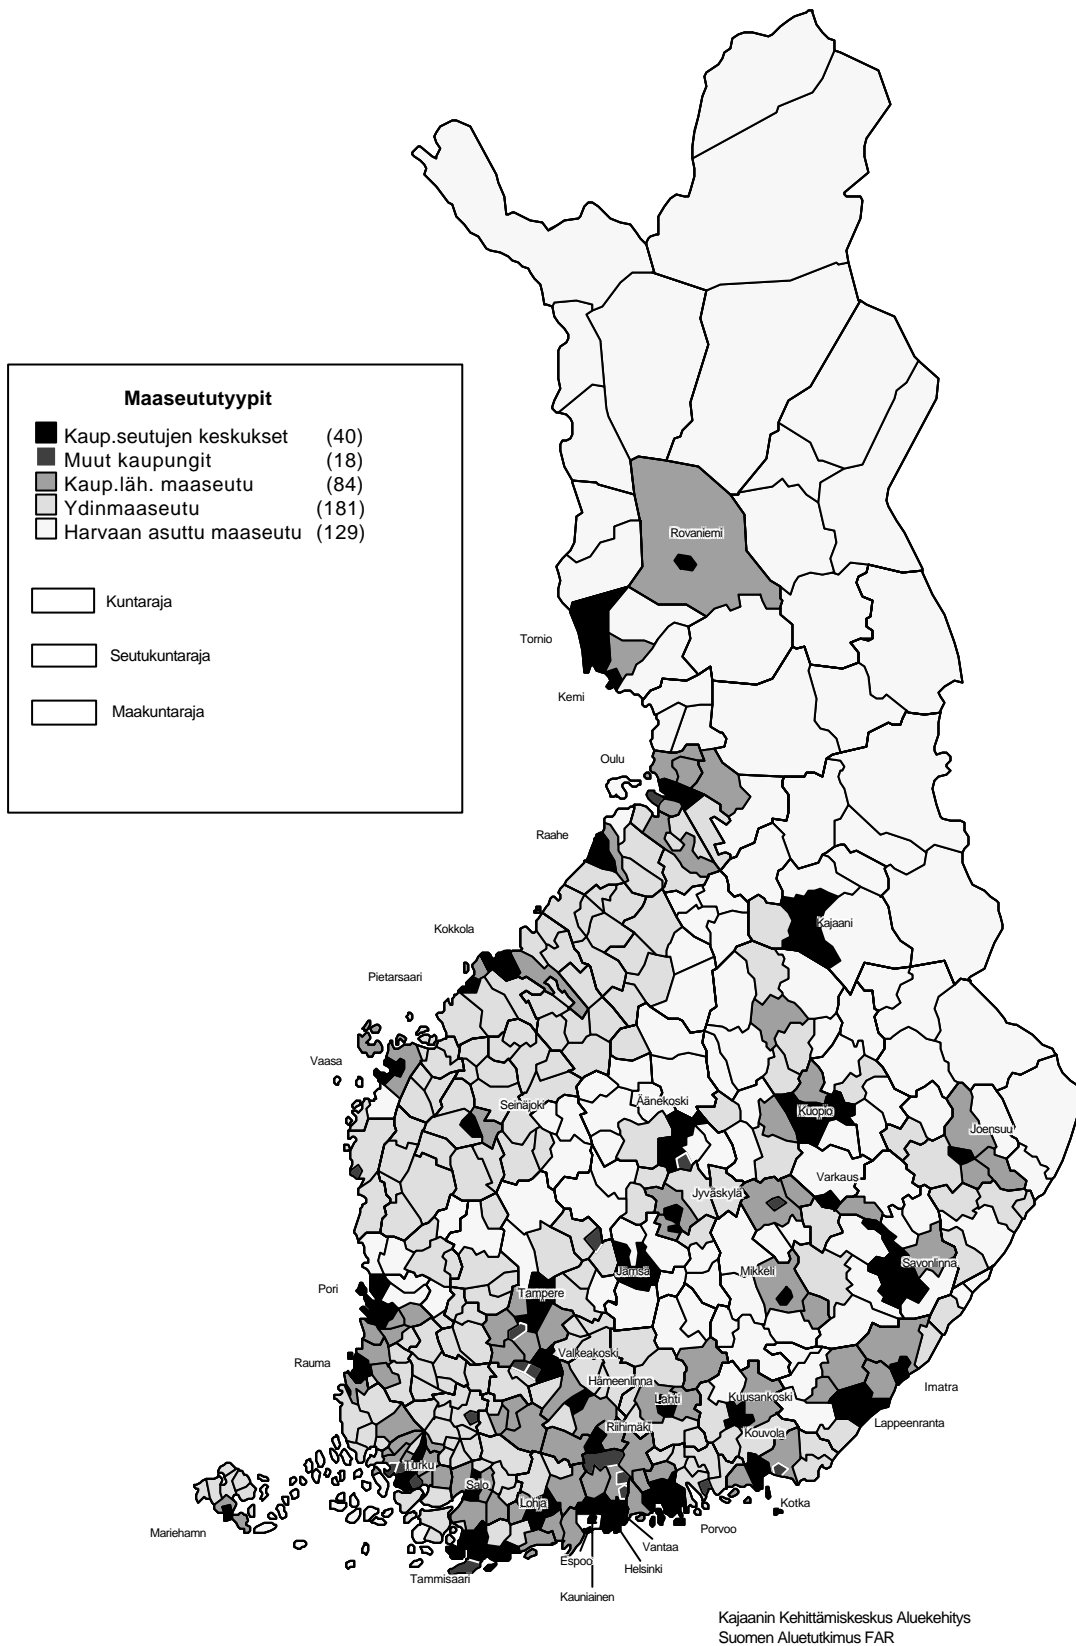 Maaseututyypit
Kaup.seutujen keskukset (40)
Muut kaupungit (18)
Kaup.läh. maaseutu (84)
Ydinmaaseutu (181)
Harvaan asuttu maaseutu (129)
Kuntaraja
Seutukuntaraja
Maakuntaraja
Rovaniemi
Tornio
Kemi
Oulu
Raahe
Kajaani
Kokkola
Pietarsaari
Vaasa
Seinäjoki
Äänekoski
Kuopio
Joensuu
Varkaus
Jyväskylä
Savonlinna
Mikkeli
Jämsä
Pori
Tampere
Rauma
Valkeakoski
Hämeenlinna
Imatra
Lahti
Kuusankoski
Lappeenranta
Riihimäki
Kouvola
Turku
Salo
Lohja
Kotka
Porvoo
Mariehamn
Vantaa
Espoo
Helsinki
Tammisaari
Kauniainen
Kajaanin Kehittämiskeskus Aluekehitys
Suomen Aluetutkimus FAR